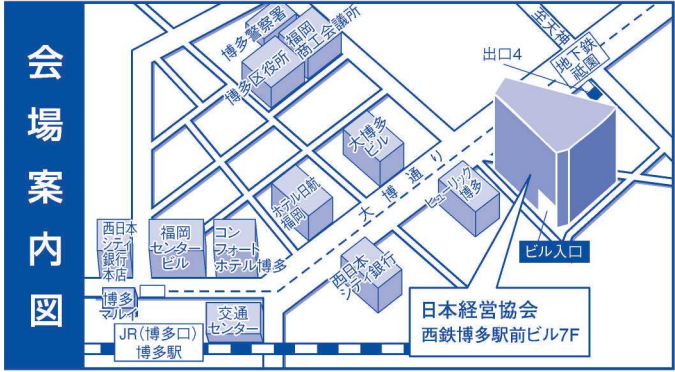 会場案内図
博多警察署
福岡
商工会議所
博多区役所
至天神
地下鉄
祇園
出口4
大博多
ビル
大博通り
ホテル日航
福岡
ヒューリック
博多
西日本
シティ
銀行
本店
福岡
センター
ビル
コン
フォート
ホテル博多
西日本
シティ銀行
ビル入口
博多
マルイ
交通
センター
JR(博多口)
博多駅
日本経営協会
西鉄博多駅前ビル7F